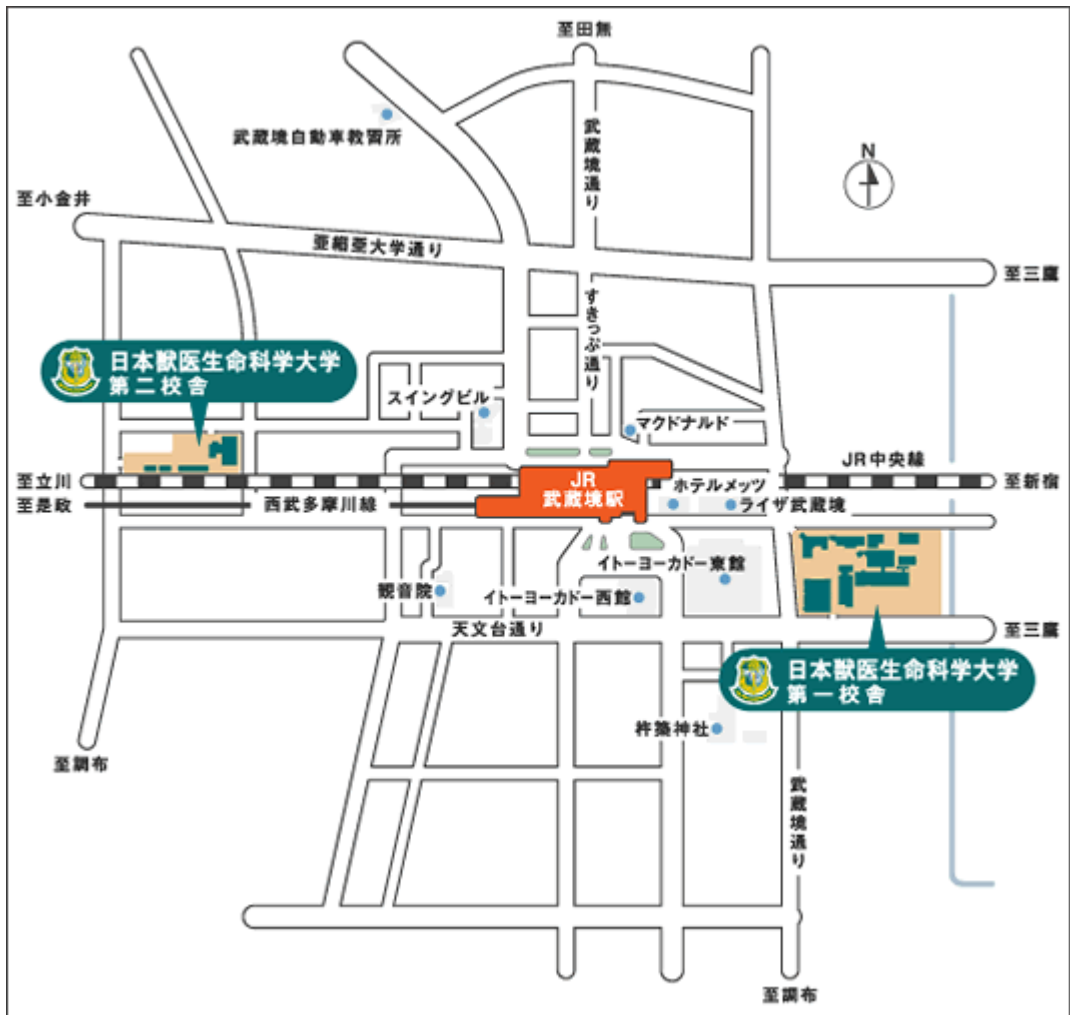 至田無
武蔵境自動車教習所
武蔵境通り
N
至小金井
亜細亜大学通り
至三鷹
すきっぷ通り
日本獣医生命科学大学
第二校舎
スイングビル
マクドナルド
JR中央線
至立川
JR
武蔵境駅
ホテルメッツ
至新宿
至是政
西武多摩川線
ライザ武蔵境
イトーヨーカドー東館
観音院
イトーヨーカドー西館
天文台通り
至三鷹
日本獣医生命科学大学
第一校舎
杵築神社
至調布
武蔵境通り
至調布